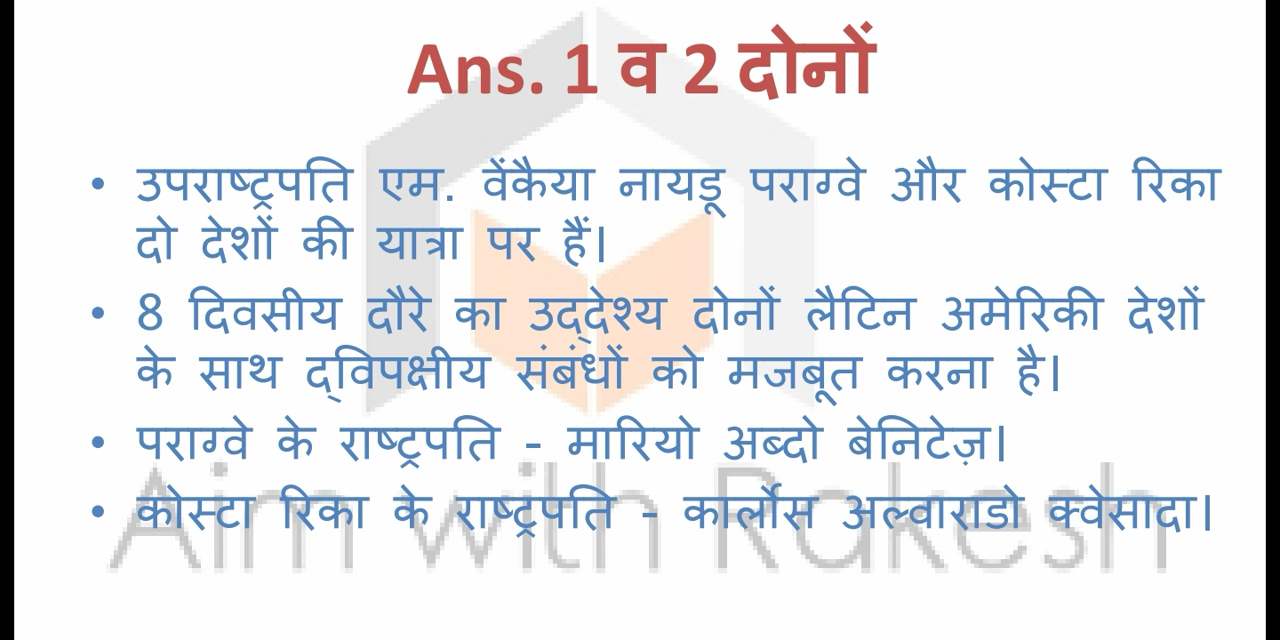 Ans. 1 व 2 दोनों
• उपराष्ट्रपति एम. वेंकैया नायडू पराग्वे और कोस्टा रिका
दो देशों की यात्रा पर हैं।
• 8 दिवसीय दौरे का उद्देश्य दोनों लैटिन अमेरिकी देशों
के साथ द्विपक्षीय संबंधों को मजबूत करना है।
• पराग्वे के राष्ट्रपति - मारियो अब्दो बेनिटेज़।
• कोस्टा रिका के राष्ट्रपति - कार्लोस अल्वाराडो क्वेसादा।
Aim with Rakesh